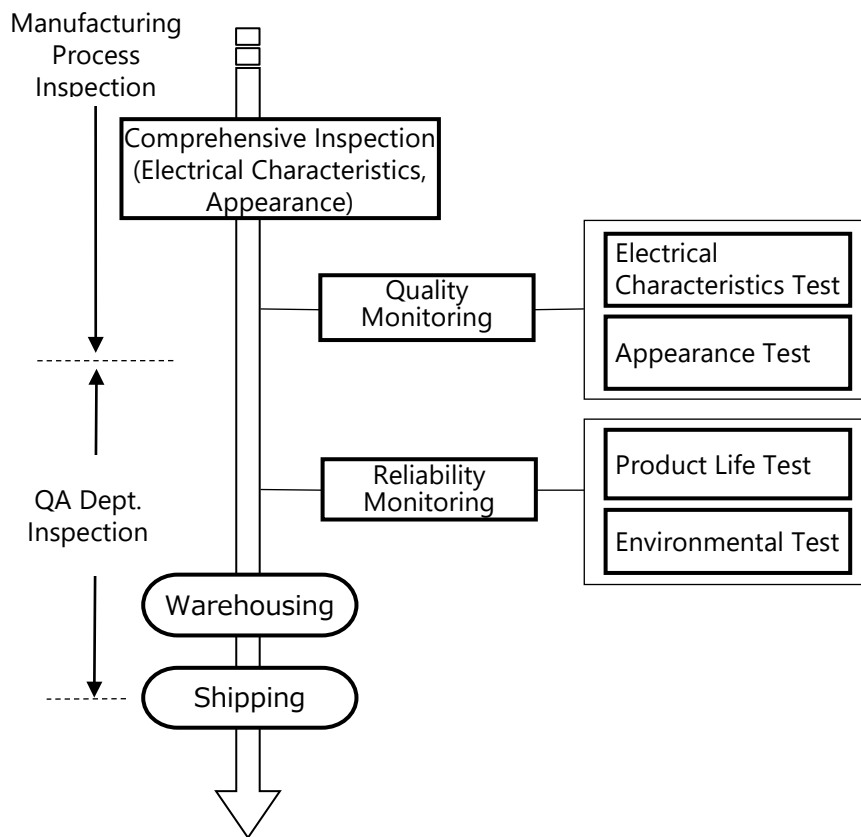 Manufacturing
Process
Inspection
Comprehensive Inspection
(Electrical Characteristics,
Appearance)
Quality
Monitoring
Electrical
Characteristics Test
Appearance Test
Reliability
Monitoring
Product Life Test
Environmental Test
QA Dept.
Inspection
Warehousing
Shipping